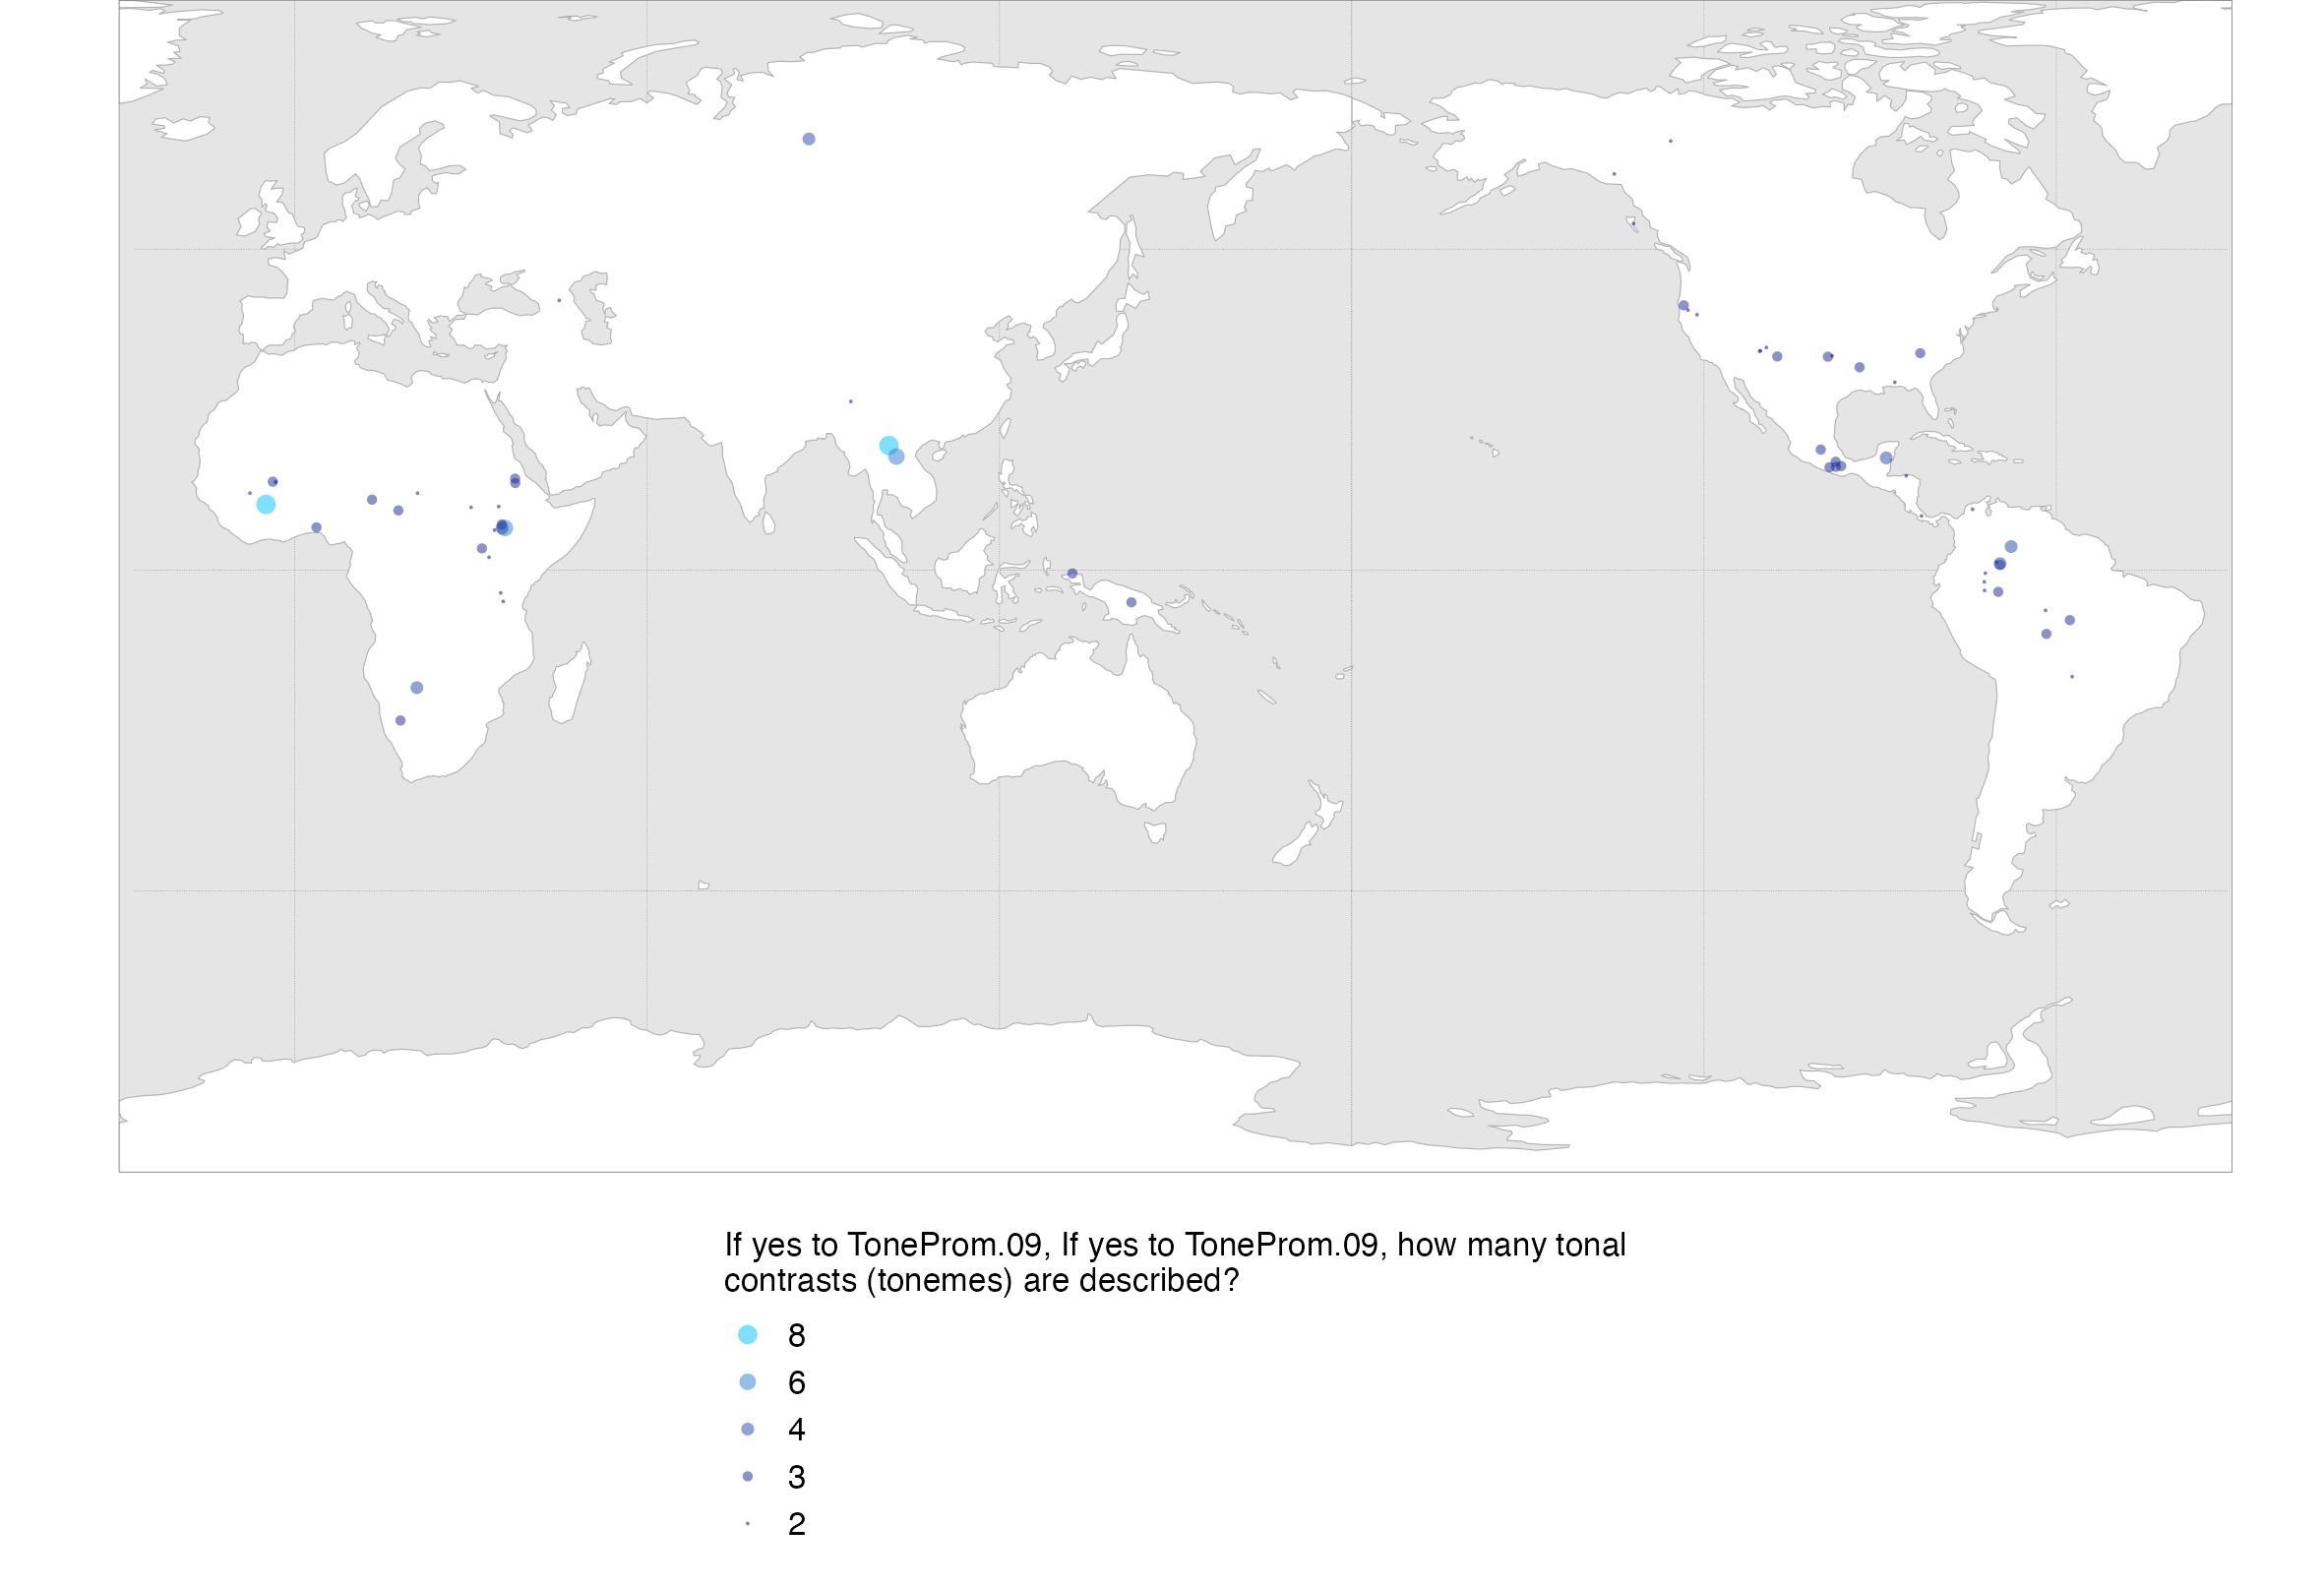 If yes to ToneProm.09, If yes to ToneProm.09, how many tonal
contrasts (tonemes) are described?
8
6
4
3
2